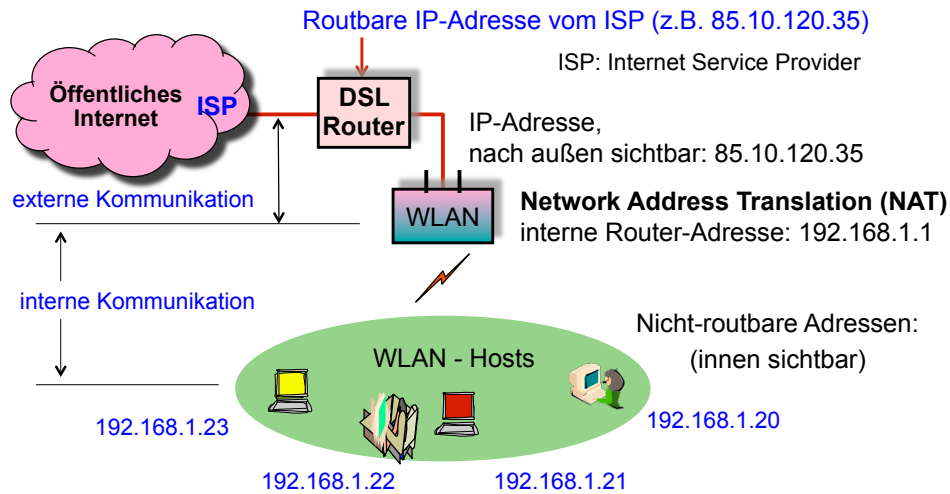 Routbare IP-Adresse vom ISP (z.B. 85.10.120.35)
ISP: Internet Service Provider
Öffentliches
Internet
ISP
DSL
Router
IP-Adresse,
nach außen sichtbar: 85.10.120.35
externe Kommunikation
WLAN
Network Address Translation (NAT)
interne Router-Adresse: 192.168.1.1
interne Kommunikation
Nicht-routbare Adressen:
(innen sichtbar)
WLAN - Hosts
192.168.1.23
192.168.1.20
192.168.1.22
192.168.1.21